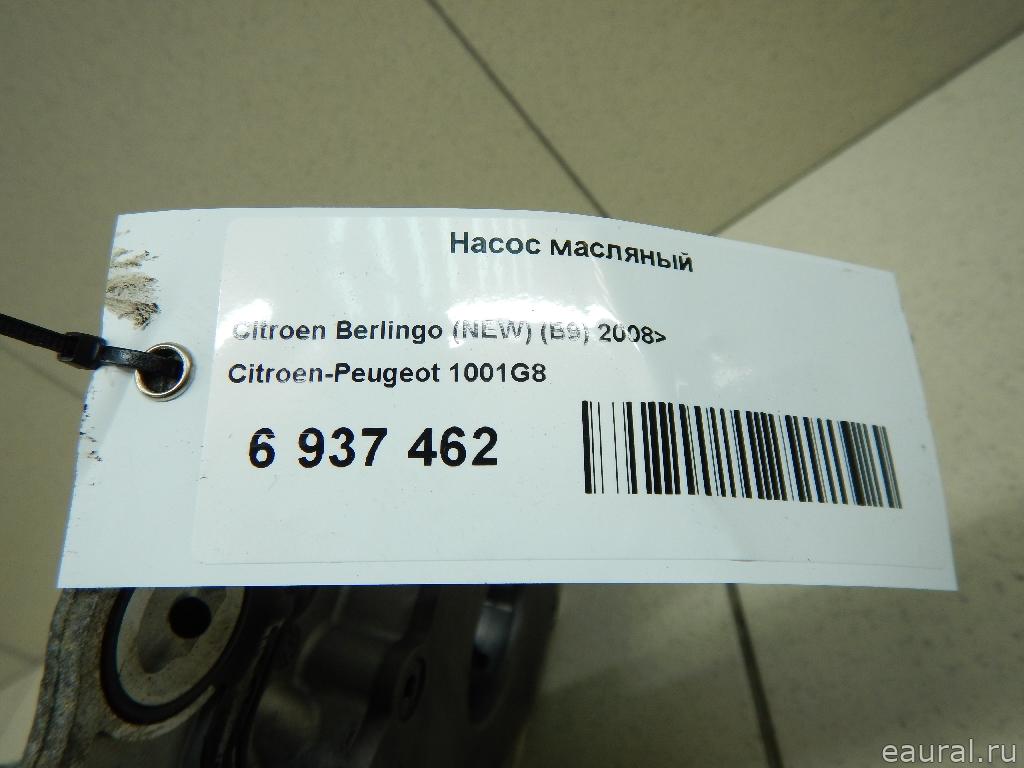 Насос масляный
Citroen Berlingo (NEW) (B9) 2008>
Citroen-Peugeot 1001G8
6 937 462
eaural.ru